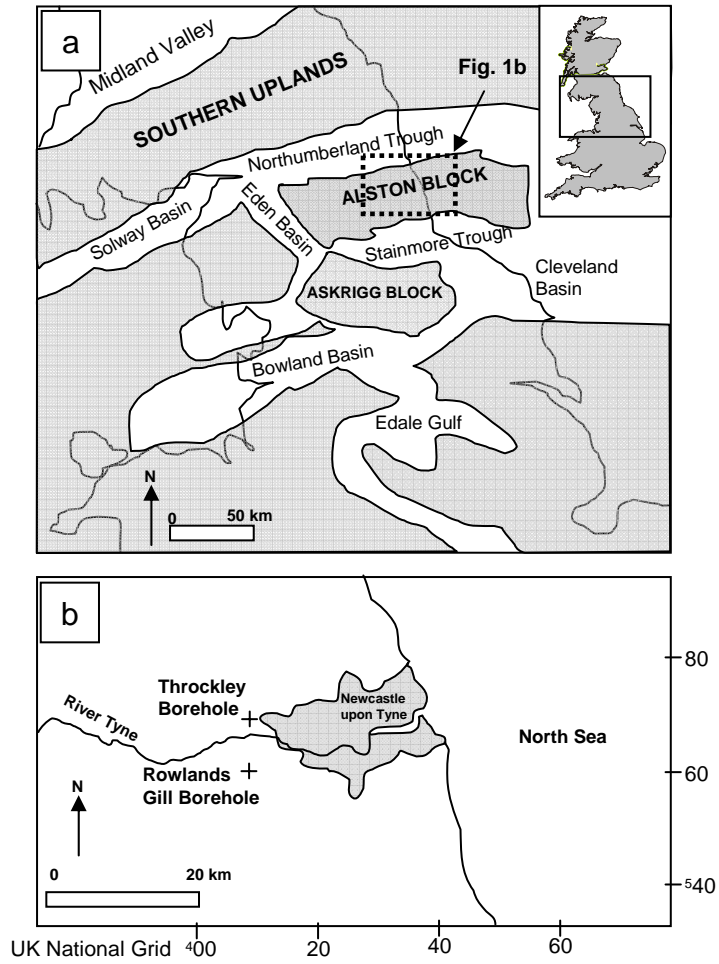 a
Midland Valley
SOUTHERN UPLANDS
Fig. 1b
Northumberland Trough
ALSTON BLOCK
Solway Basin
Eden Basin
Stainmore Trough
Cleveland
Basin
ASKRIGG BLOCK
Bowland Basin
Edale Gulf
N
0 50 km
b
80
Throckley
Borehole
Newcastle
upon Tyne
River Tyne
North Sea
60
Rowlands
Gill Borehole
N
0 20 km
⁵40
UK National Grid ⁴00 20 40 60